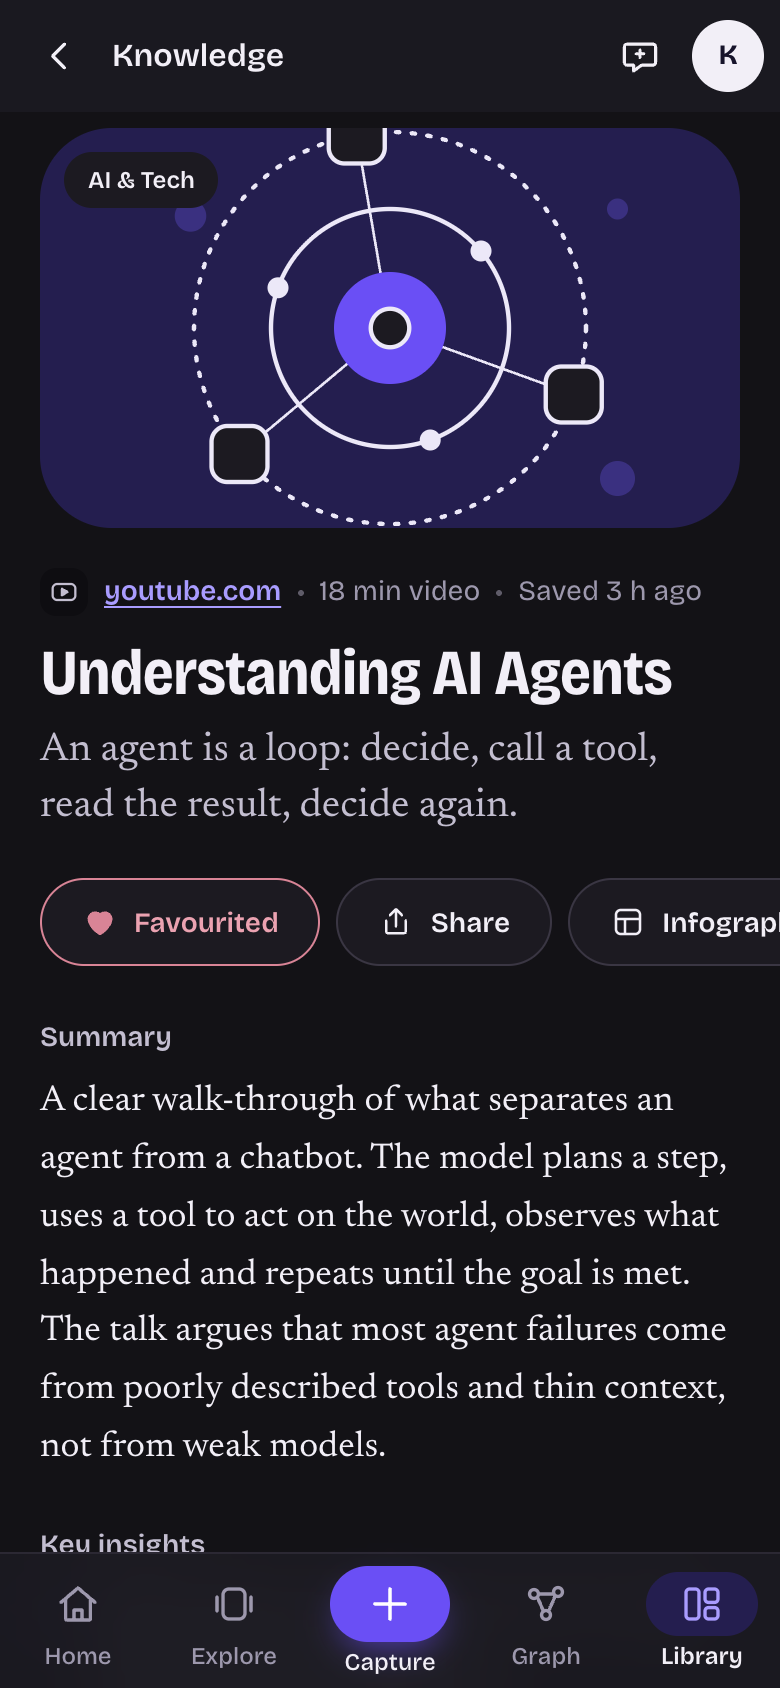 Knowledge
K
AI & Tech
youtube.com • 18 min video • Saved 3 h ago
Understanding AI Agents
An agent is a loop: decide, call a tool,
read the result, decide again.
Favourited
Share
Infograp
Summary
A clear walk-through of what separates an
agent from a chatbot. The model plans a step,
uses a tool to act on the world, observes what
happened and repeats until the goal is met.
The talk argues that most agent failures come
from poorly described tools and thin context,
not from weak models.
Key insights
Home
Explore
Capture
Graph
Library